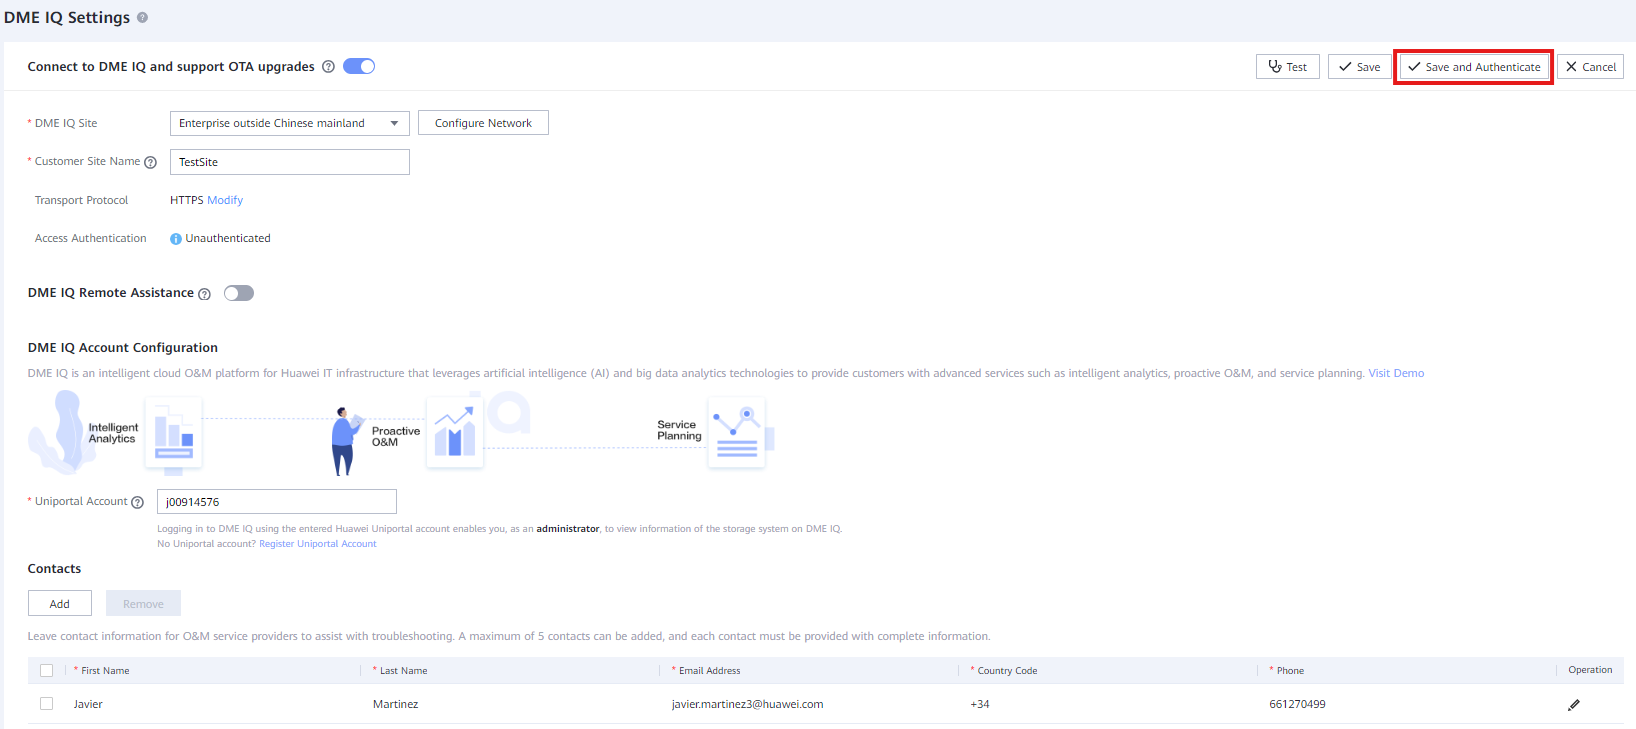 DME IQ Settings ?
Connect to DME IQ and support OTA upgrades ?
Test Save Save and Authenticate Cancel
* DME IQ Site Enterprise outside Chinese mainland Configure Network
* Customer Site Name ? TestSite
Transport Protocol HTTPS Modify
Access Authentication i Unauthenticated
DME IQ Remote Assistance ?
DME IQ Account Configuration
DME IQ is an intelligent cloud O&M platform for Huawei IT infrastructure that leverages artificial intelligence (AI) and big data analytics technologies to provide customers with advanced services such as intelligent analytics, proactive O&M, and service planning. Visit Demo
Intelligent
Analytics
Proactive
O&M
Service
Planning
* Uniportal Account ? j00914576
Logging in to DME IQ using the entered Huawei Uniportal account enables you, as an administrator, to view information of the storage system on DME IQ.
No Uniportal account? Register Uniportal Account
Contacts
Add Remove
Leave contact information for O&M service providers to assist with troubleshooting. A maximum of 5 contacts can be added, and each contact must be provided with complete information.
* First Name * Last Name * Email Address * Country Code * Phone Operation
Javier Martinez javier.martinez3@huawei.com +34 661270499